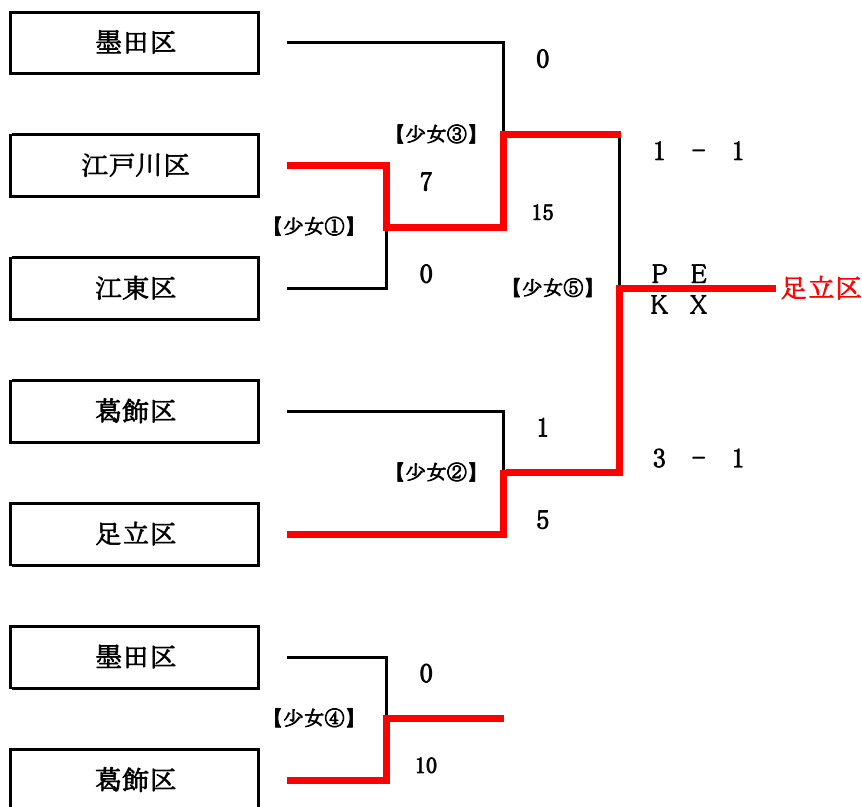 墨田区
0
【少女③】
1 - 1
江戸川区
7
15
【少女①】
0
江東区
P E
K X
【少女⑤】
足立区
葛飾区
1
【少女②】
3 - 1
足立区
5
墨田区
0
【少女④】
10
葛飾区